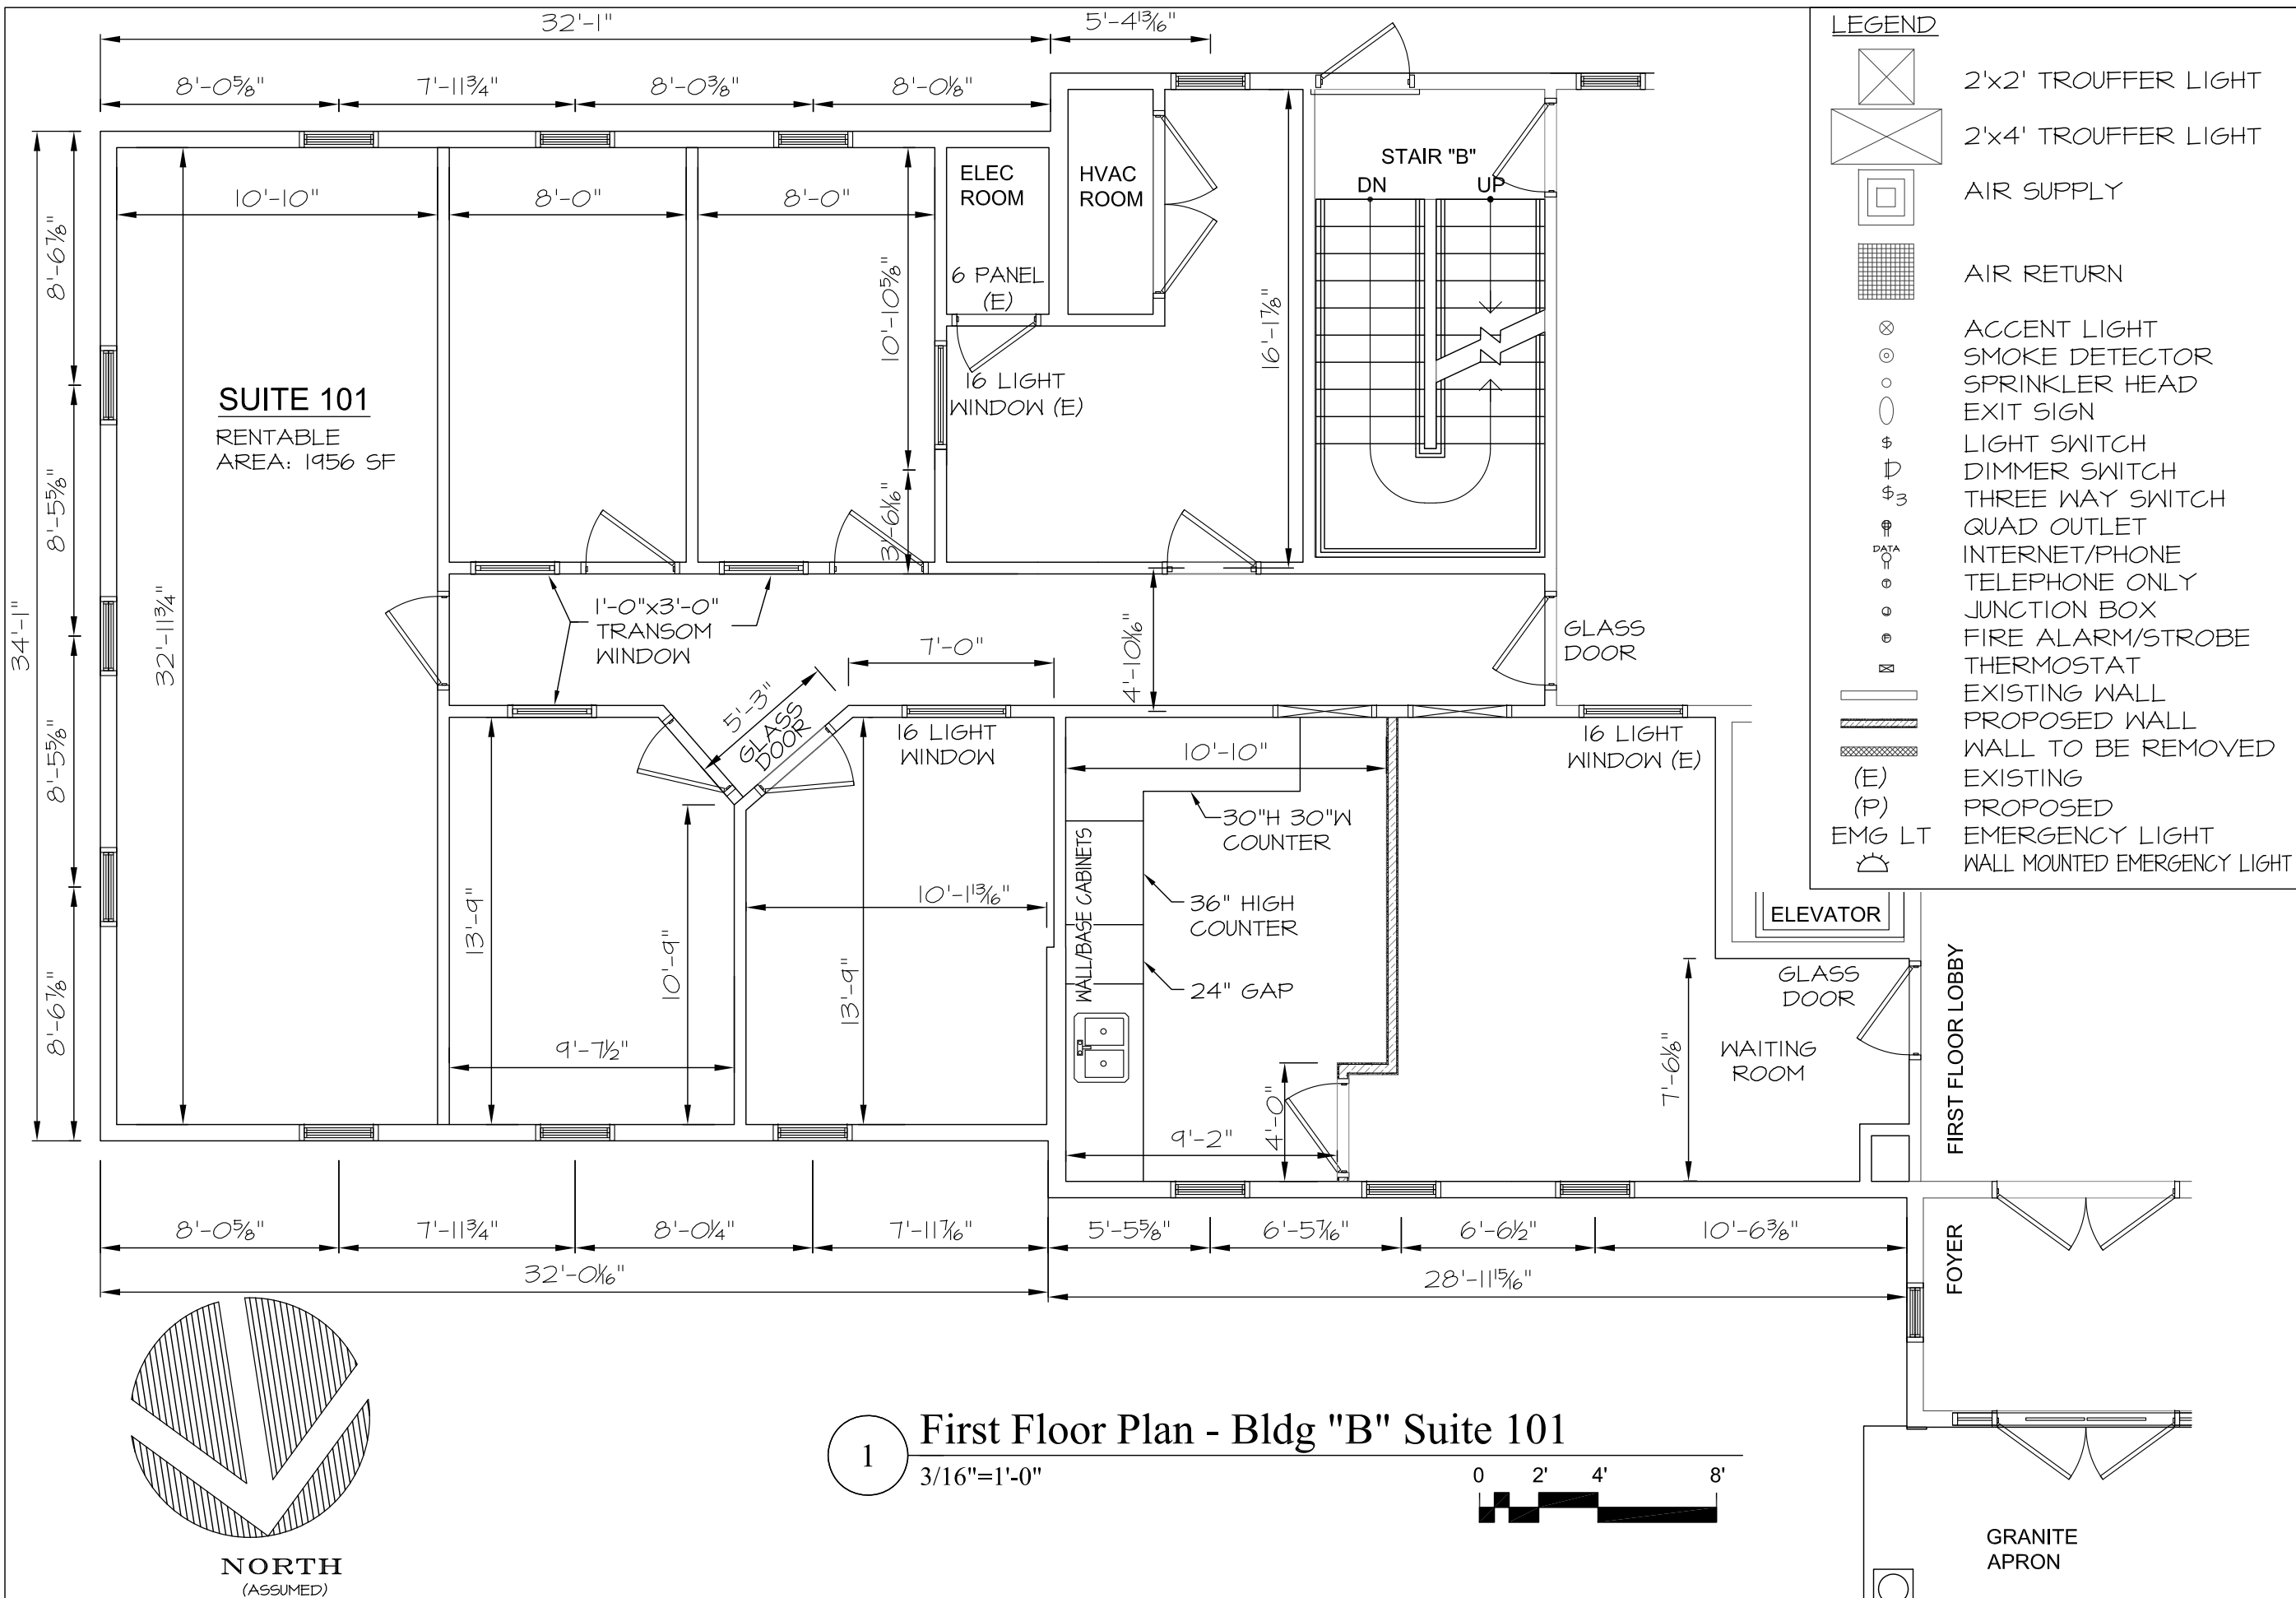 32'-1"
5'-4 13/16"
8'-0 5/8"
7'-11 3/4"
8'-0 3/8"
8'-0 1/8"
10'-10"
8'-0"
8'-0"
ELEC
ROOM
HVAC
ROOM
6 PANEL
(E)
10'-10 5/8"
16'-1 7/8"
STAIR "B"
DN
UP
16 LIGHT
WINDOW (E)
3'-6 1/16"
34'-1"
8'-6 7/8"
8'-5 5/8"
8'-5 5/8"
8'-6 7/8"
32'-11 3/4"
SUITE 101
RENTABLE
AREA: 1956 SF
1'-0"x3'-0"
TRANSOM
WINDOW
7'-0"
4'-10 1/16"
GLASS
DOOR
5'-3"
GLASS
DOOR
16 LIGHT
WINDOW
10'-10"
16 LIGHT
WINDOW (E)
30"H 30"W
COUNTER
WALL/BASE CABINETS
36" HIGH
COUNTER
24" GAP
13'-9"
10'-9"
9'-7 1/2"
10'-1 13/16"
13'-9"
4'-0"
9'-2"
7'-6 1/8"
WAITING
ROOM
GLASS
DOOR
ELEVATOR
FIRST FLOOR LOBBY
FOYER
8'-0 5/8"
7'-11 3/4"
8'-0 1/4"
7'-11 7/16"
5'-5 5/8"
6'-5 7/16"
6'-6 1/2"
10'-6 3/8"
32'-0 1/16"
28'-11 15/16"
NORTH
(ASSUMED)
1
First Floor Plan - Bldg "B" Suite 101
3/16"=1'-0"
0 2' 4' 8'
GRANITE
APRON
LEGEND
2'x2' TROUFFER LIGHT
2'x4' TROUFFER LIGHT
AIR SUPPLY
AIR RETURN
ACCENT LIGHT
SMOKE DETECTOR
SPRINKLER HEAD
EXIT SIGN
$ LIGHT SWITCH
DIMMER SWITCH
$3 THREE WAY SWITCH
QUAD OUTLET
DATA INTERNET/PHONE
TELEPHONE ONLY
JUNCTION BOX
FIRE ALARM/STROBE
THERMOSTAT
EXISTING WALL
PROPOSED WALL
WALL TO BE REMOVED
(E) EXISTING
(P) PROPOSED
EMG LT EMERGENCY LIGHT
WALL MOUNTED EMERGENCY LIGHT